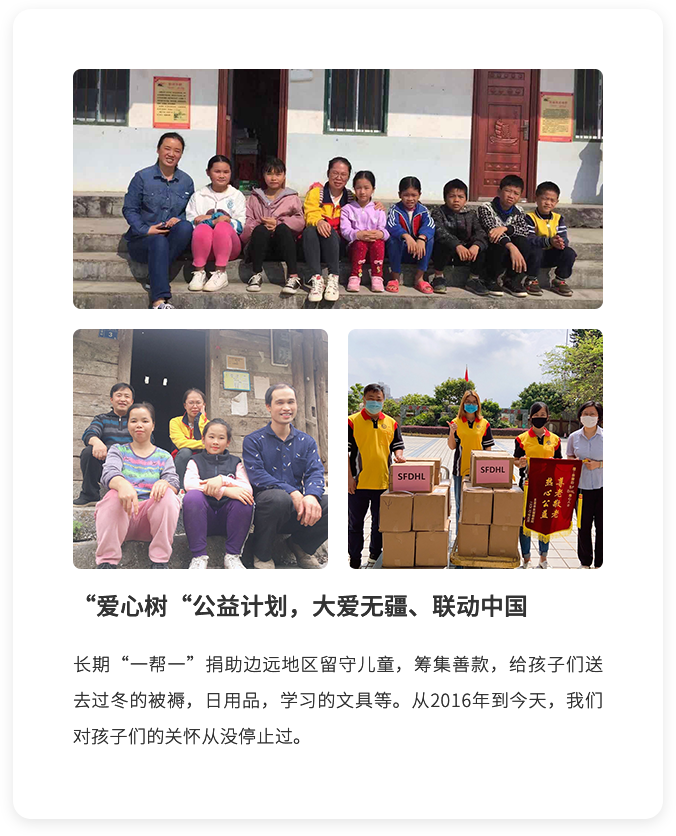 SFDHL
SFDHL
尊老敬老
热心公益
“爱心树“公益计划，大爱无疆、联动中国
长期“一帮一”捐助边远地区留守儿童，筹集善款，给孩子们送
去过冬的被褥，日用品，学习的文具等。从2016年到今天，我们
对孩子们的关怀从没停止过。